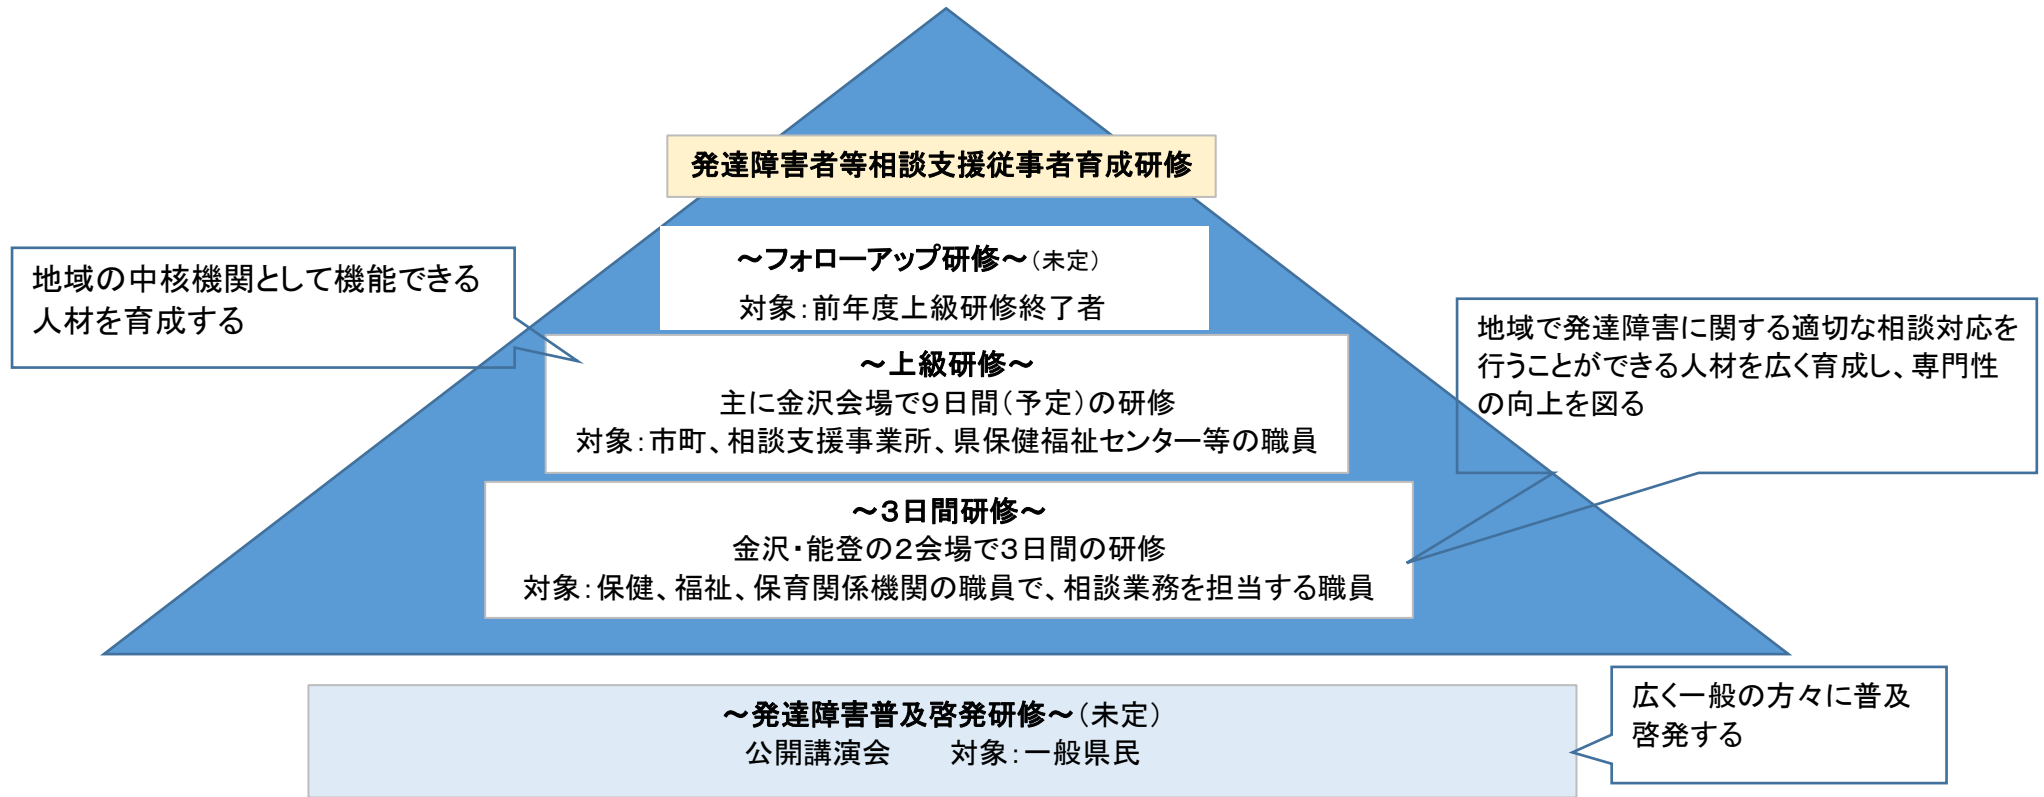 発達障害者等相談支援従事者育成研修
～フォローアップ研修～(未定)
対象:前年度上級研修終了者
地域の中核機関として機能できる
人材を育成する
～上級研修～
主に金沢会場で9日間(予定)の研修
対象:市町、相談支援事業所、県保健福祉センター等の職員
地域で発達障害に関する適切な相談対応を
行うことができる人材を広く育成し、専門性
の向上を図る
～3日間研修～
金沢・能登の2会場で3日間の研修
対象:保健、福祉、保育関係機関の職員で、相談業務を担当する職員
～発達障害普及啓発研修～(未定)
公開講演会　　対象:一般県民
広く一般の方々に普及
啓発する